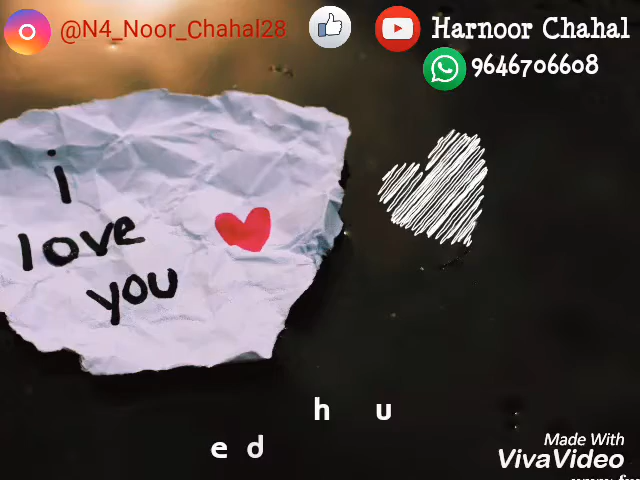 @N4_Noor_Chahal28
Harnoor Chahal
9646706608
i
love
you
h u
e d
Made With
VivaVideo